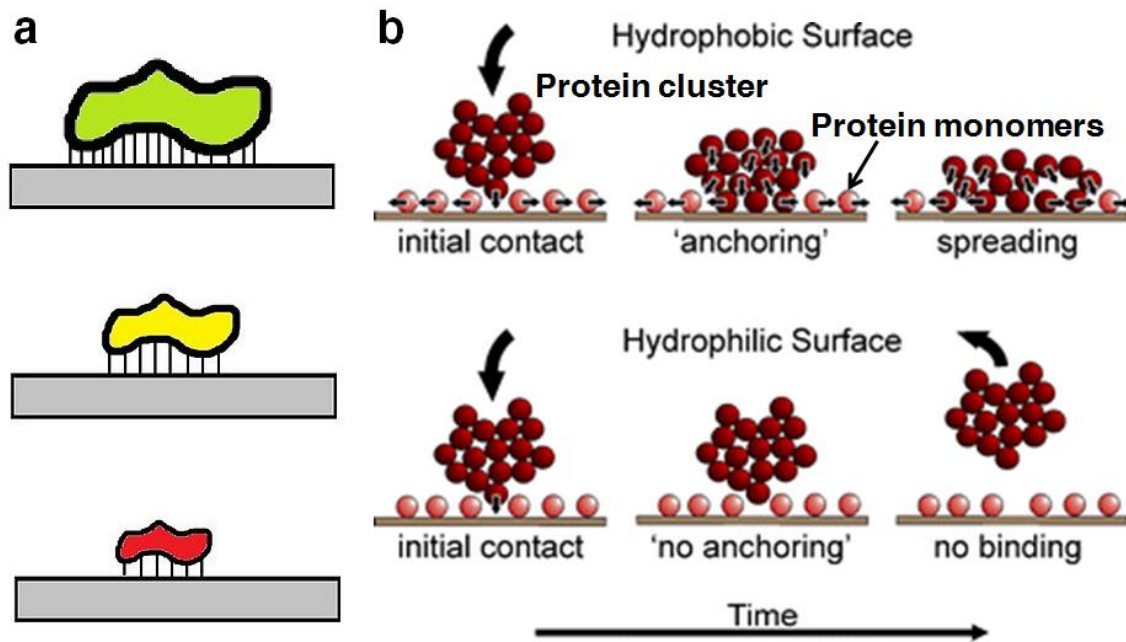 a
b
Hydrophobic Surface
Protein cluster
Protein monomers
initial contact
'anchoring'
spreading
Hydrophilic Surface
initial contact
'no anchoring'
no binding
Time